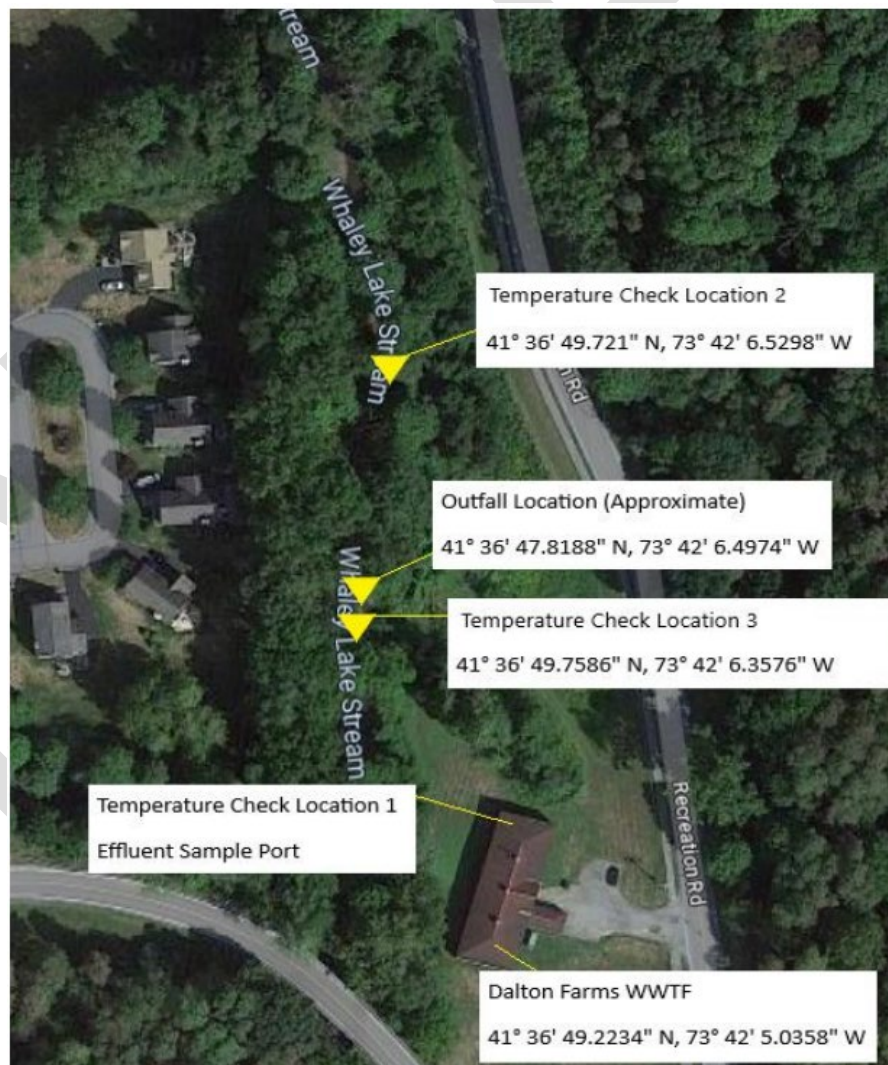 Stream
Whaley Lake Stream
Temperature Check Location 2
41° 36' 49.721" N, 73° 42' 6.5298" W
n Rd
Outfall Location (Approximate)
41° 36' 47.8188" N, 73° 42' 6.4974" W
Whaley Lake Stream
Temperature Check Location 3
41° 36' 49.7586" N, 73° 42' 6.3576" W
Temperature Check Location 1
Effluent Sample Port
Recreation Rd
Dalton Farms WWTF
41° 36' 49.2234" N, 73° 42' 5.0358" W